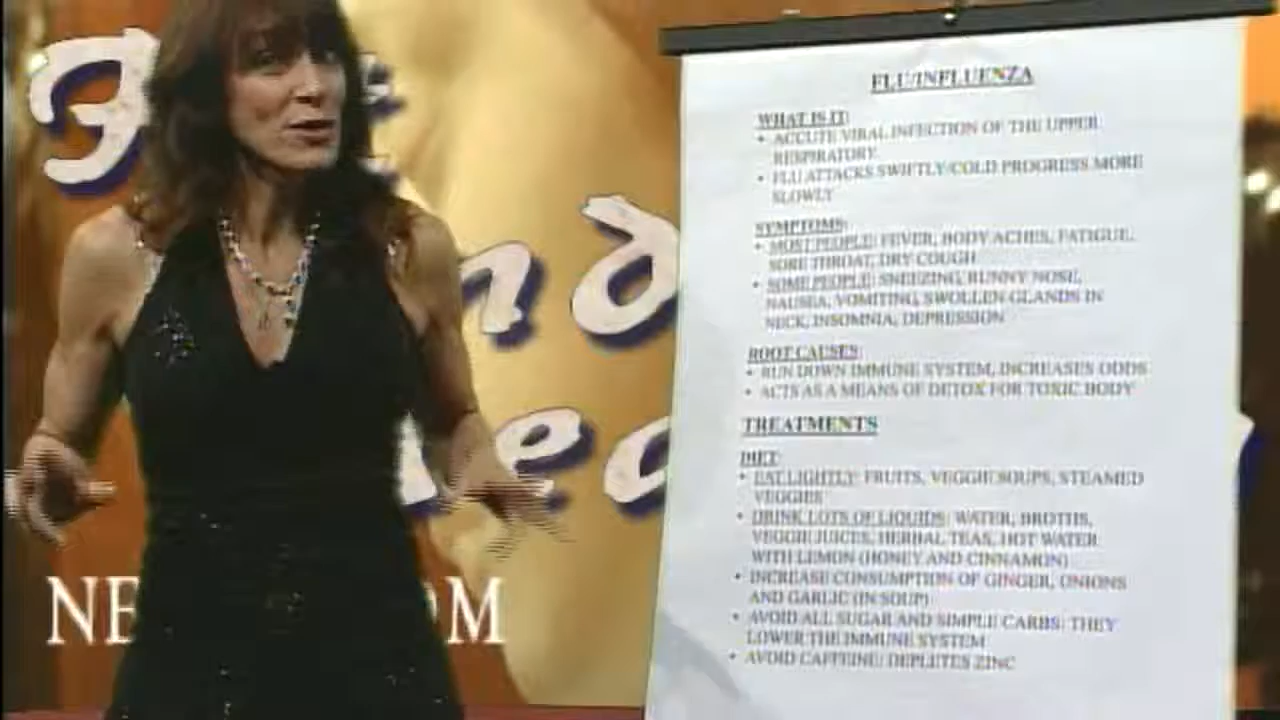 FLU/INFLUENZA
WHAT IS IT:
• ACCUTE VIRAL INFECTION OF THE UPPER
RESPIRATORY
• FLU ATTACKS SWIFTLY/COLD PROGRESS MORE
SLOWLY
SYMPTOMS:
• MOST PEOPLE: FEVER, BODY ACHES, FATIGUE,
SORE THROAT, DRY COUGH
• SOME PEOPLE: SNEEZING, RUNNY NOSE,
NAUSEA, VOMITING, SWOLLEN GLANDS IN
NECK, INSOMNIA, DEPRESSION
ROOT CAUSES:
• RUN DOWN IMMUNE SYSTEM, INCREASES ODDS
• ACTS AS A MEANS OF DETOX FOR TOXIC BODY
TREATMENTS
DIET:
• EAT LIGHTLY: FRUITS, VEGGIE SOUPS, STEAMED
VEGGIES
• DRINK LOTS OF LIQUIDS: WATER, BROTHS,
VEGGIE JUICES, HERBAL TEAS, HOT WATER
WITH LEMON (HONEY AND CINNAMON)
• INCREASE CONSUMPTION OF GINGER, ONIONS
AND GARLIC (IN SOUP)
• AVOID ALL SUGAR AND SIMPLE CARBS: THEY
LOWER THE IMMUNE SYSTEM
• AVOID CAFFEINE: DEPLETES ZINC